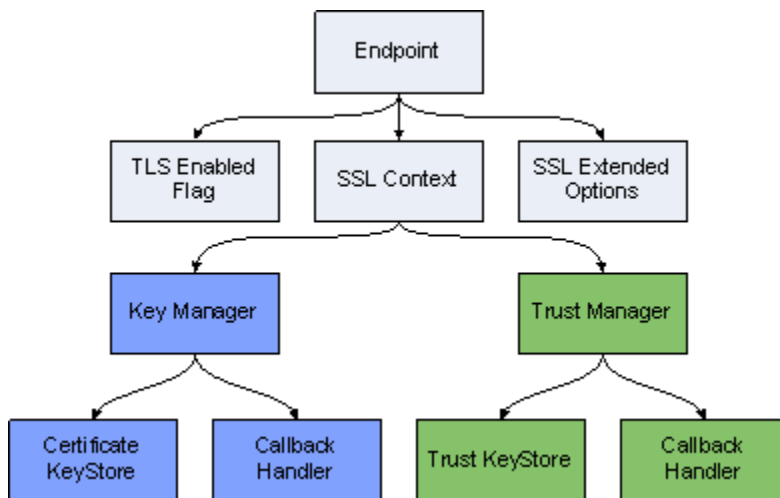 Endpoint
TLS Enabled
Flag
SSL Context
SSL Extended
Options
Key Manager
Trust Manager
Certificate
KeyStore
Callback
Handler
Trust KeyStore
Callback
Handler